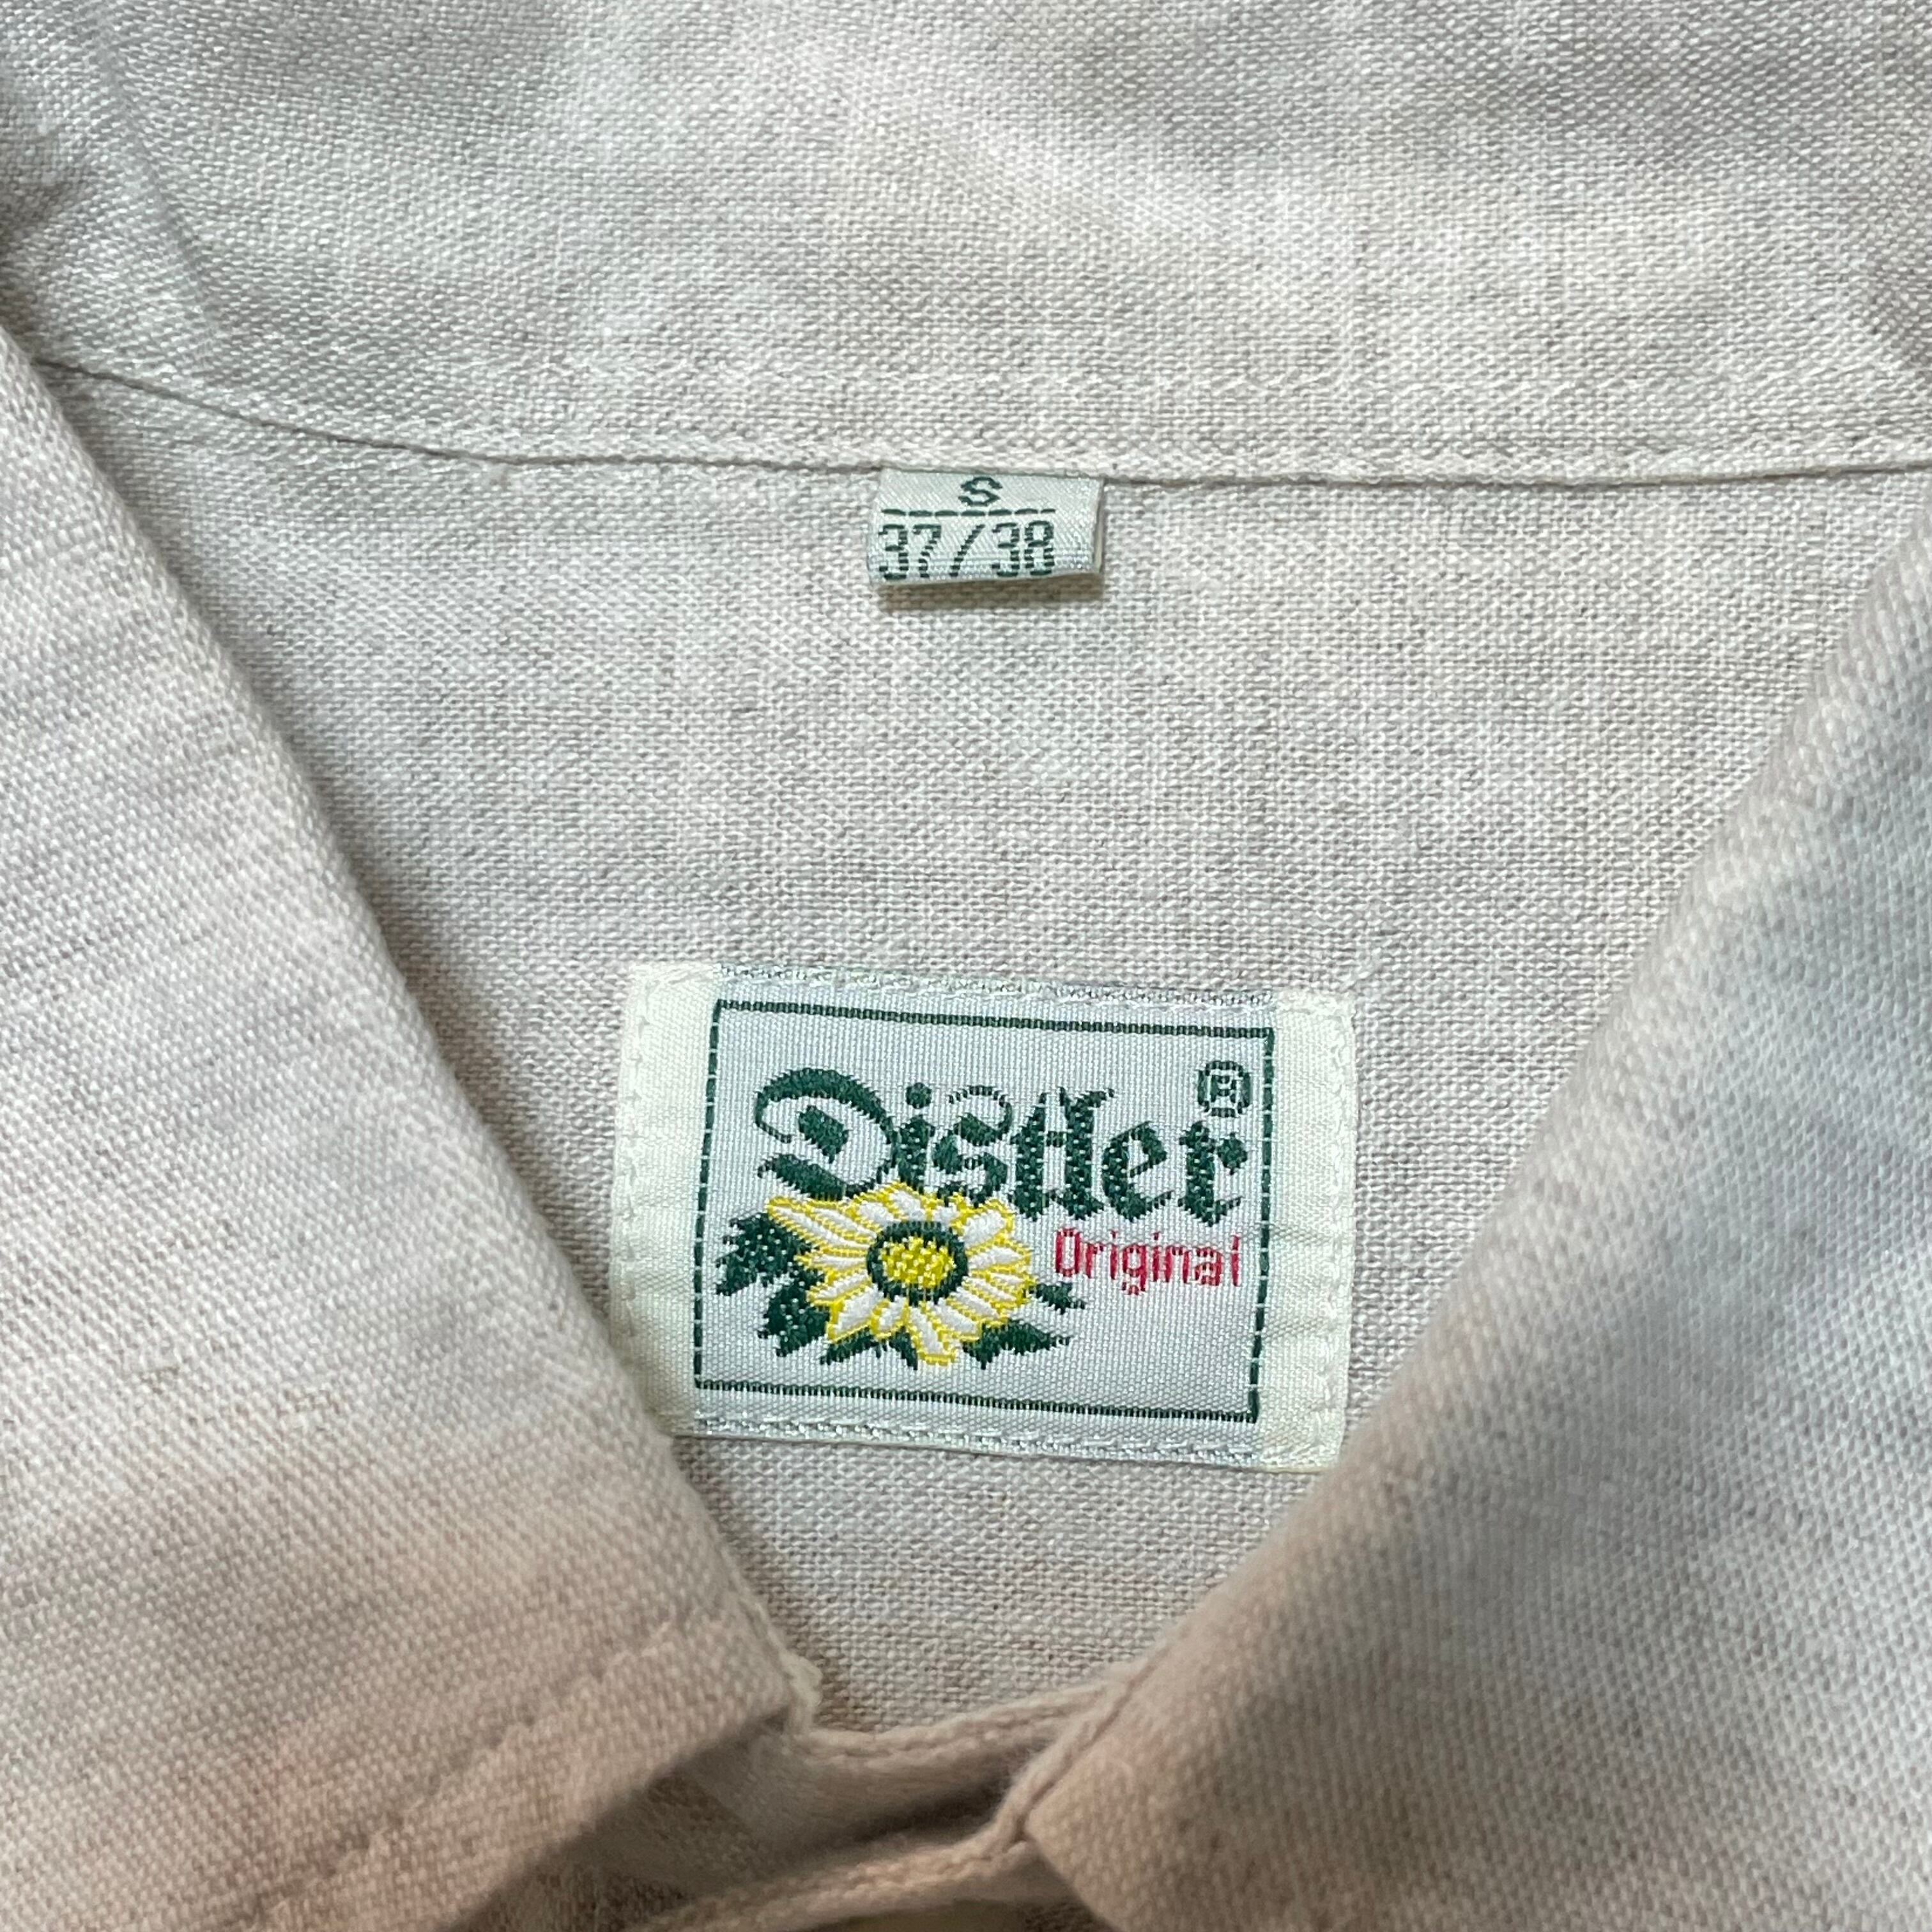 S
37/38
Distler ®
Original